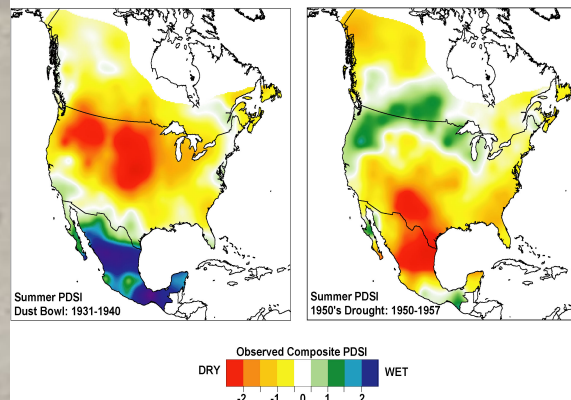 Summer PDSI
Dust Bowl: 1931-1940
Summer PDSI
1950's Drought: 1950-1957
Observed Composite PDSI
DRY WET
-2 -1 0 1 2